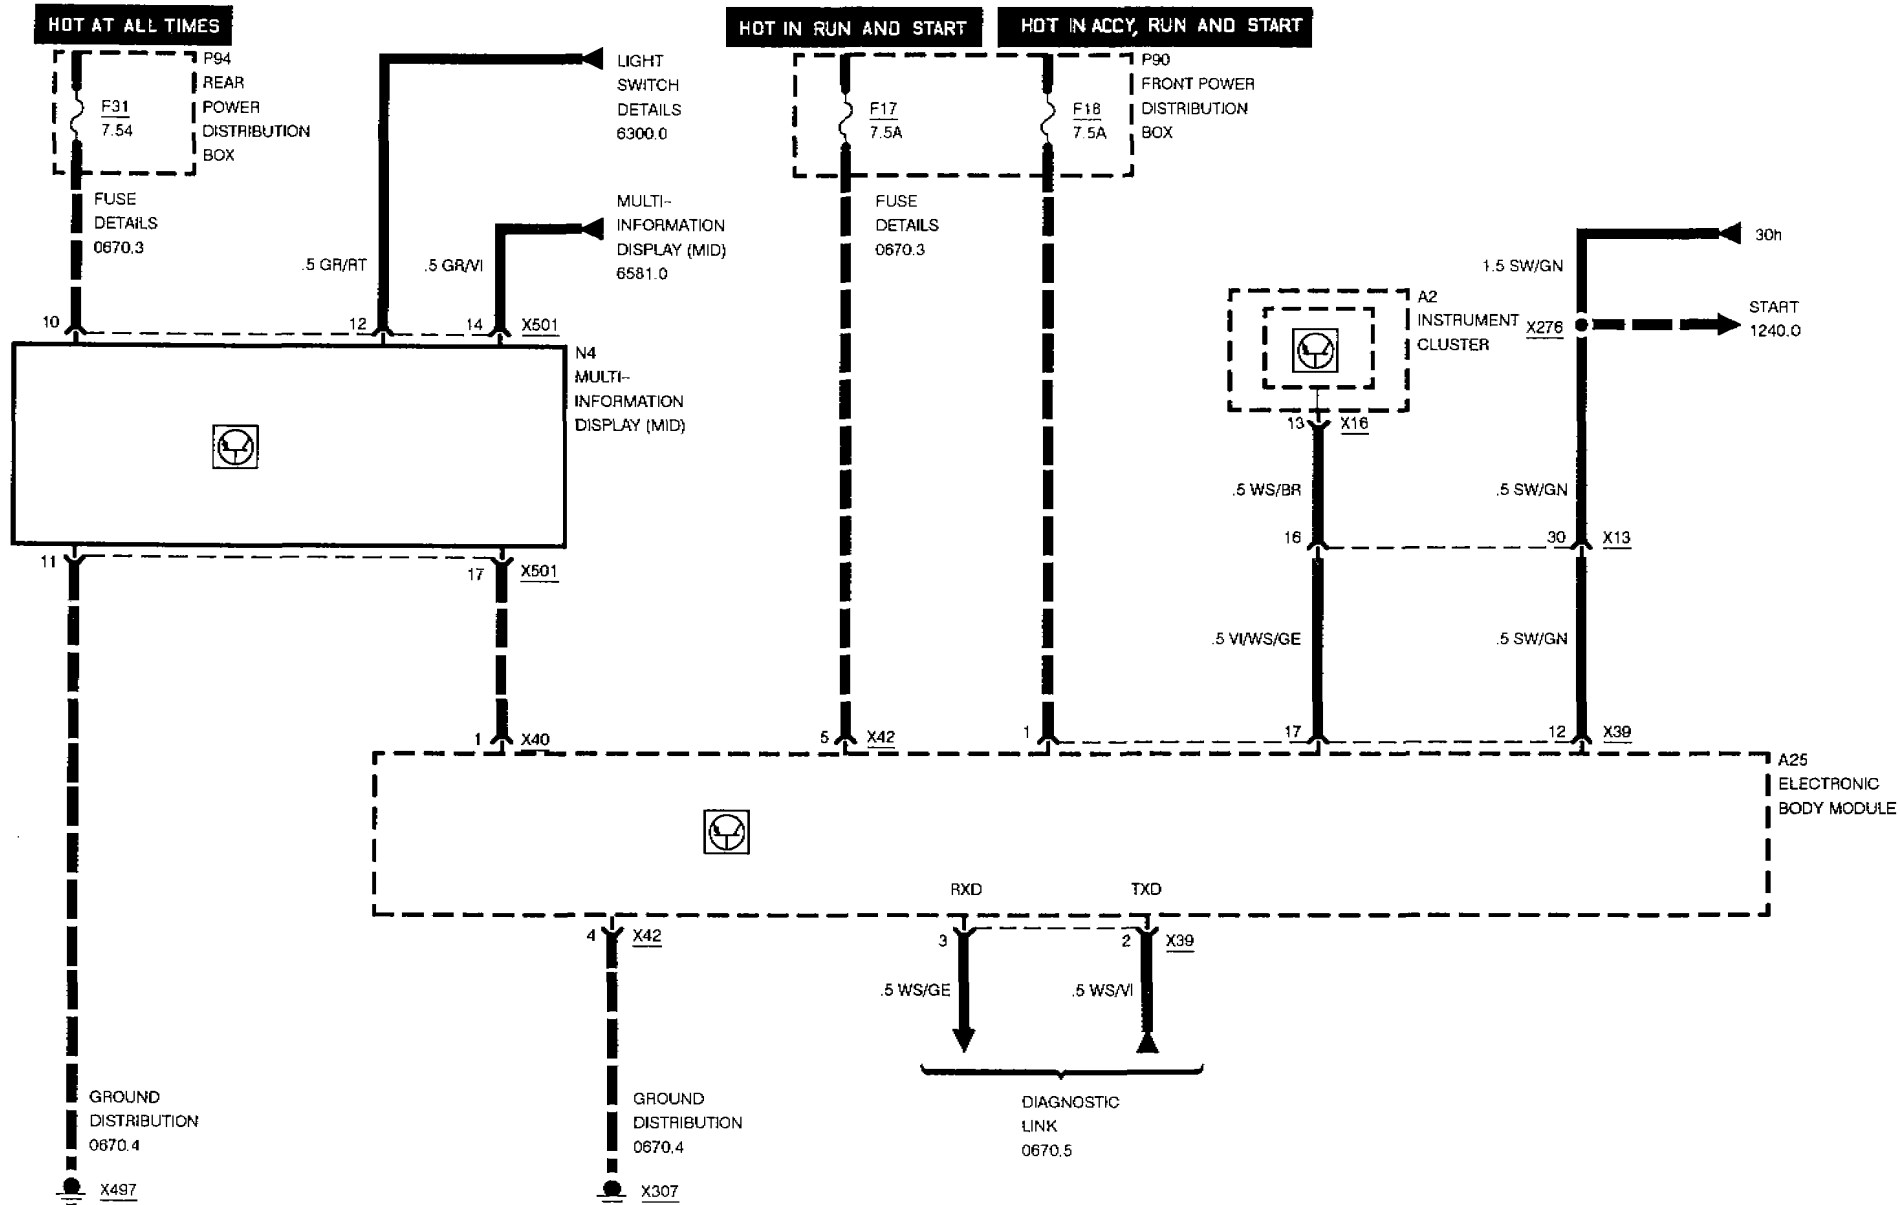 HOT AT ALL TIMES
HOT IN RUN AND START
HOT IN ACCY, RUN AND START
P94
REAR
POWER
DISTRIBUTION
BOX
F31
7.54
FUSE
DETAILS
0670.3
LIGHT
SWITCH
DETAILS
6300.0
MULTI-
INFORMATION
DISPLAY (MID)
6581.0
.5 GR/RT
.5 GR/VI
F17
7.5A
F16
7.5A
P90
FRONT POWER
DISTRIBUTION
BOX
FUSE
DETAILS
0670.3
30h
1.5 SW/GN
START
1240.0
X276
A2
INSTRUMENT
CLUSTER
10
12
14
X501
N4
MULTI-
INFORMATION
DISPLAY (MID)
13
X16
.5 WS/BR
.5 SW/GN
16
30
X13
11
17
X501
.5 VI/WS/GE
.5 SW/GN
1
X40
5
X42
1
17
12
X39
A25
ELECTRONIC
BODY MODULE
RXD
TXD
4
X42
3
2
X39
.5 WS/GE
.5 WS/VI
GROUND
DISTRIBUTION
0670.4
X497
GROUND
DISTRIBUTION
0670.4
X307
DIAGNOSTIC
LINK
0670.5